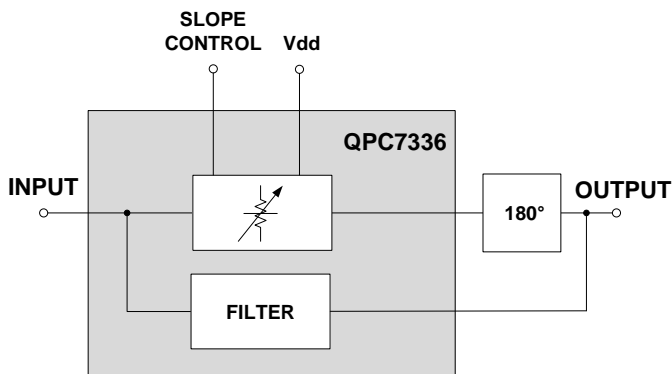 SLOPE
CONTROL Vdd
QPC7336
INPUT
180°
OUTPUT
FILTER